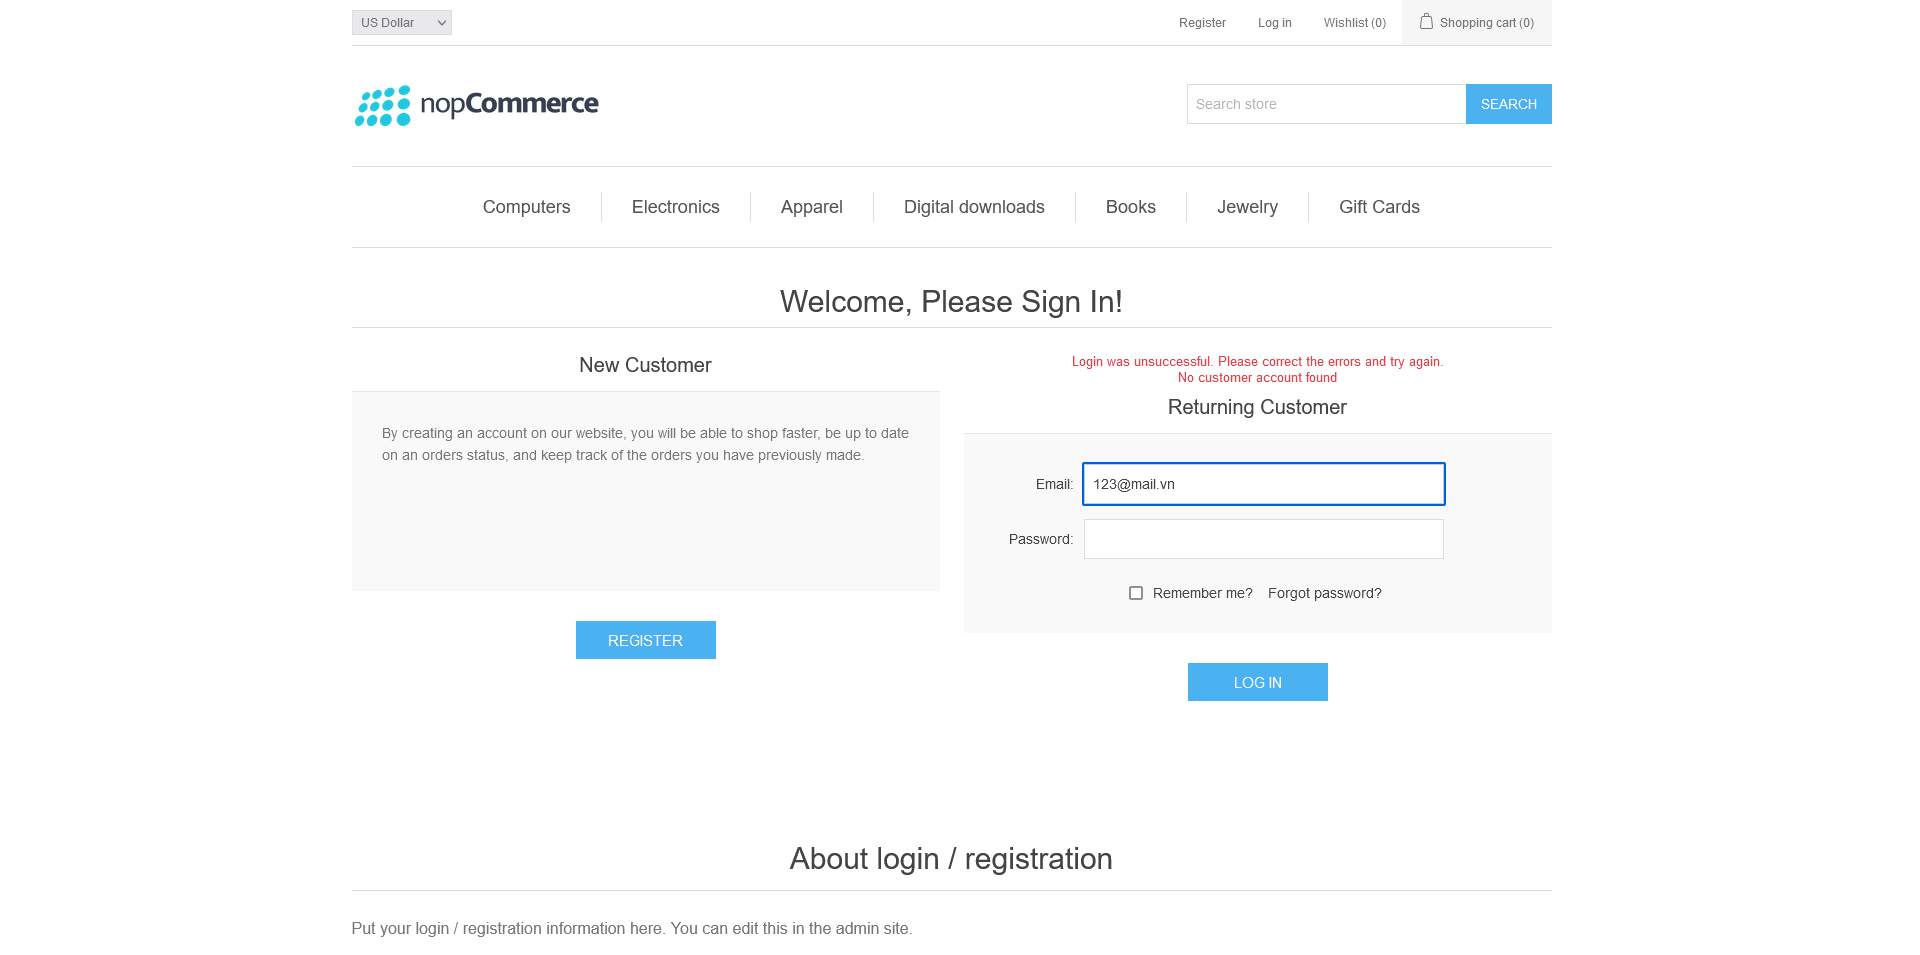 US Dollar
Register
Log in
Wishlist (0)
Shopping cart (0)
nopCommerce
Search store
SEARCH
Computers
Electronics
Apparel
Digital downloads
Books
Jewelry
Gift Cards
Welcome, Please Sign In!
New Customer
By creating an account on our website, you will be able to shop faster, be up to date
on an orders status, and keep track of the orders you have previously made.
REGISTER
Login was unsuccessful. Please correct the errors and try again.
No customer account found
Returning Customer
Email:
123@mail.vn
Password:
Remember me?
Forgot password?
LOG IN
About login / registration
Put your login / registration information here. You can edit this in the admin site.